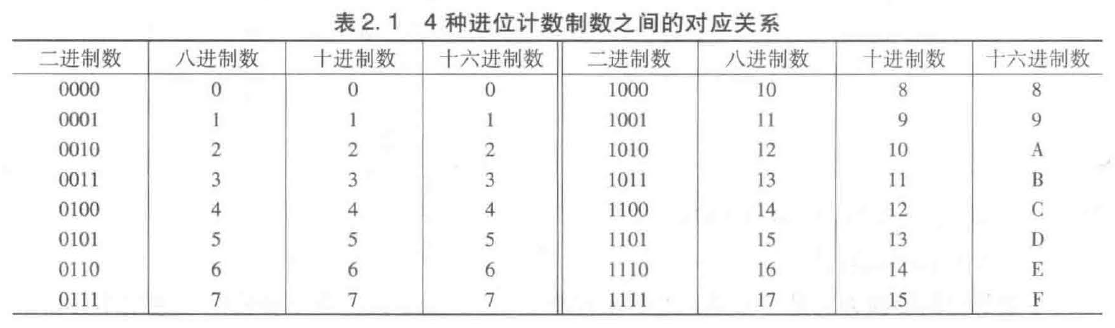 表2.1 4种进位计数制数之间的对应关系
二进制数 八进制数 十进制数 十六进制数 二进制数 八进制数 十进制数 十六进制数
0000 0 0 0 1000 10 8 8
0001 1 1 1 1001 11 9 9
0010 2 2 2 1010 12 10 A
0011 3 3 3 1011 13 11 B
0100 4 4 4 1100 14 12 C
0101 5 5 5 1101 15 13 D
0110 6 6 6 1110 16 14 E
0111 7 7 7 1111 17 15 F